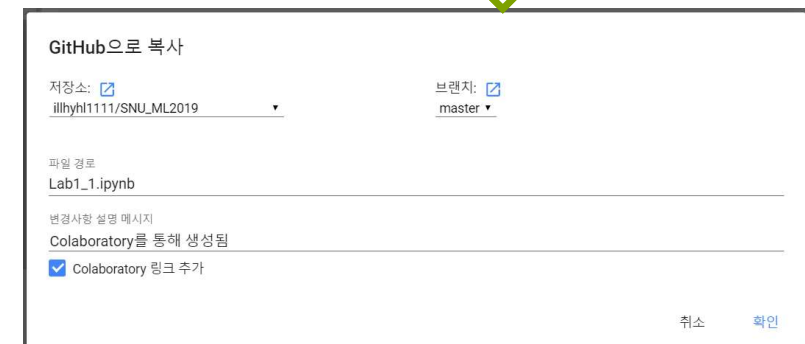 GitHub으로 복사
저장소:
브랜치:
illhyhl1111/SNU_ML2019
master
파일 경로
Lab1_1.ipynb
변경사항 설명 메시지
Colaboratory를 통해 생성됨
Colaboratory 링크 추가
취소
확인